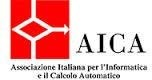 AICA
Associazione Italiana per l'Informatica
e il Calcolo Automatico